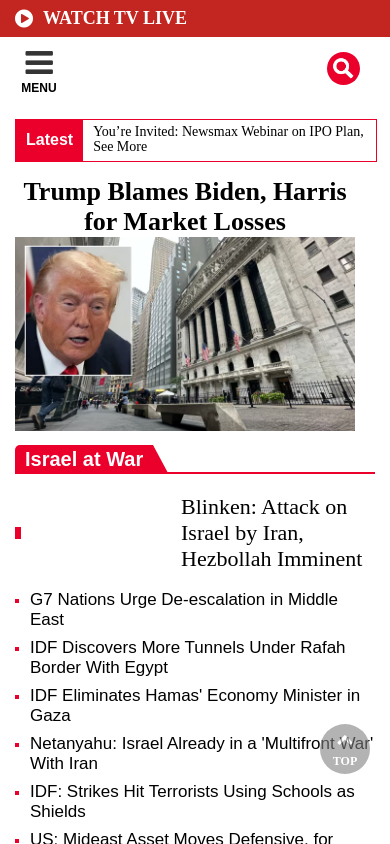 WATCH TV LIVE
MENU
Latest
You’re Invited: Newsmax Webinar on IPO Plan,
See More
Trump Blames Biden, Harris
for Market Losses
Israel at War
Blinken: Attack on
Israel by Iran,
Hezbollah Imminent
G7 Nations Urge De-escalation in Middle
East
IDF Discovers More Tunnels Under Rafah
Border With Egypt
IDF Eliminates Hamas' Economy Minister in
Gaza
Netanyahu: Israel Already in a 'Multifront War'
With Iran
TOP
IDF: Strikes Hit Terrorists Using Schools as
Shields
US: Mideast Asset Moves Defensive, for